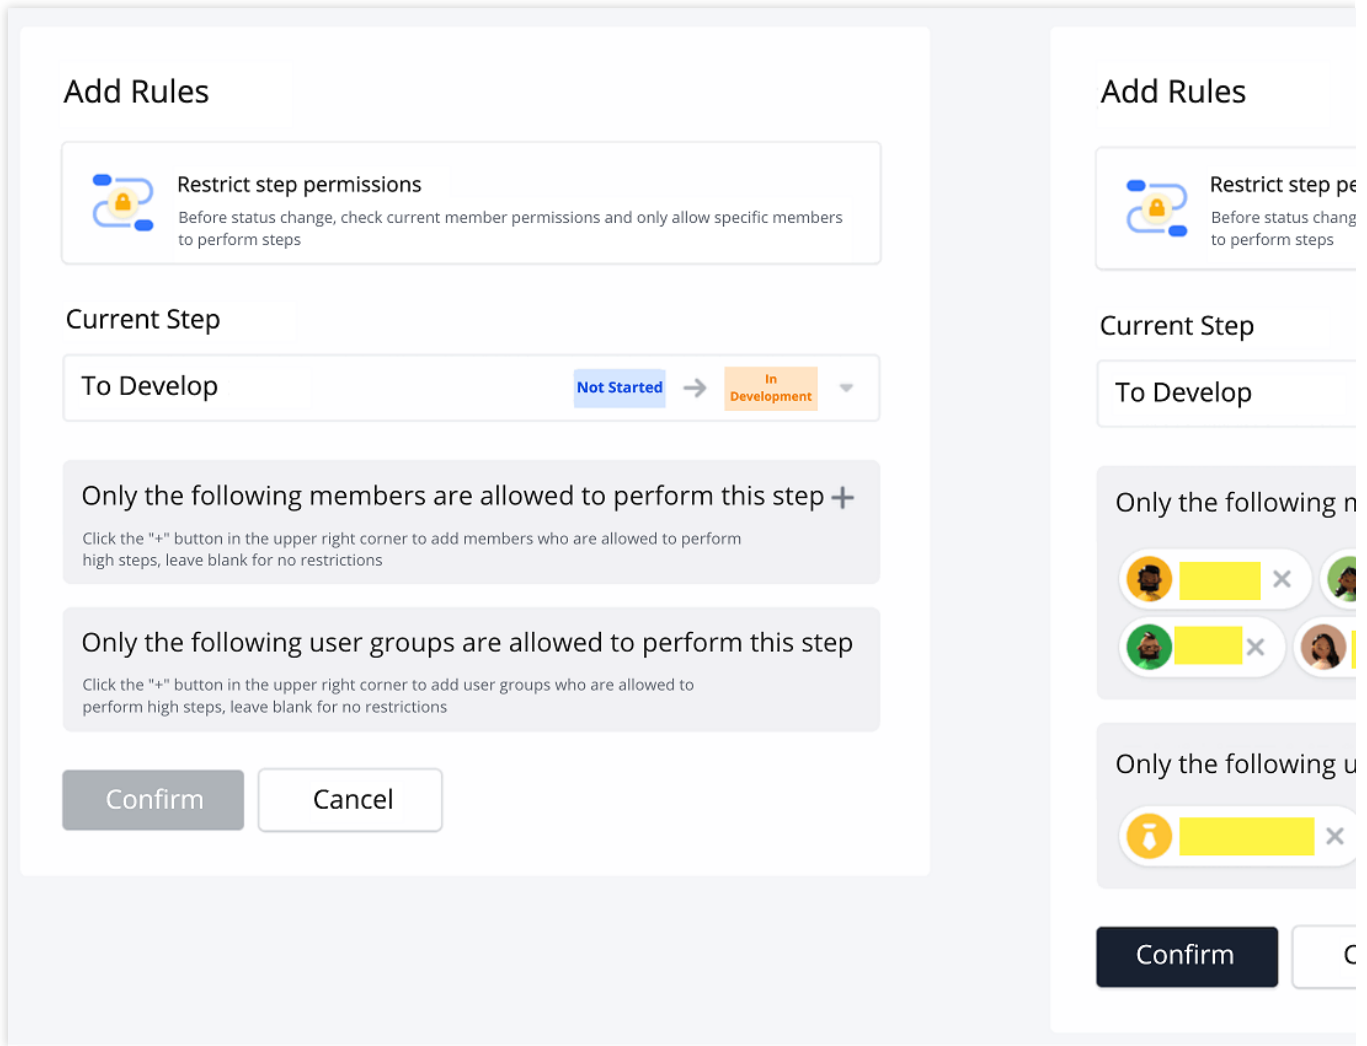 Add Rules
Restrict step permissions
Before status change, check current member permissions and only allow specific members
to perform steps
Current Step
To Develop
Not Started
In
Development
Only the following members are allowed to perform this step
Click the "+" button in the upper right corner to add members who are allowed to perform
high steps, leave blank for no restrictions
Only the following user groups are allowed to perform this step
Click the "+" button in the upper right corner to add user groups who are allowed to
perform high steps, leave blank for no restrictions
Confirm
Cancel
Add Rules
Restrict step pe
Before status chang
to perform steps
Current Step
To Develop
Only the following
Only the following
Confirm